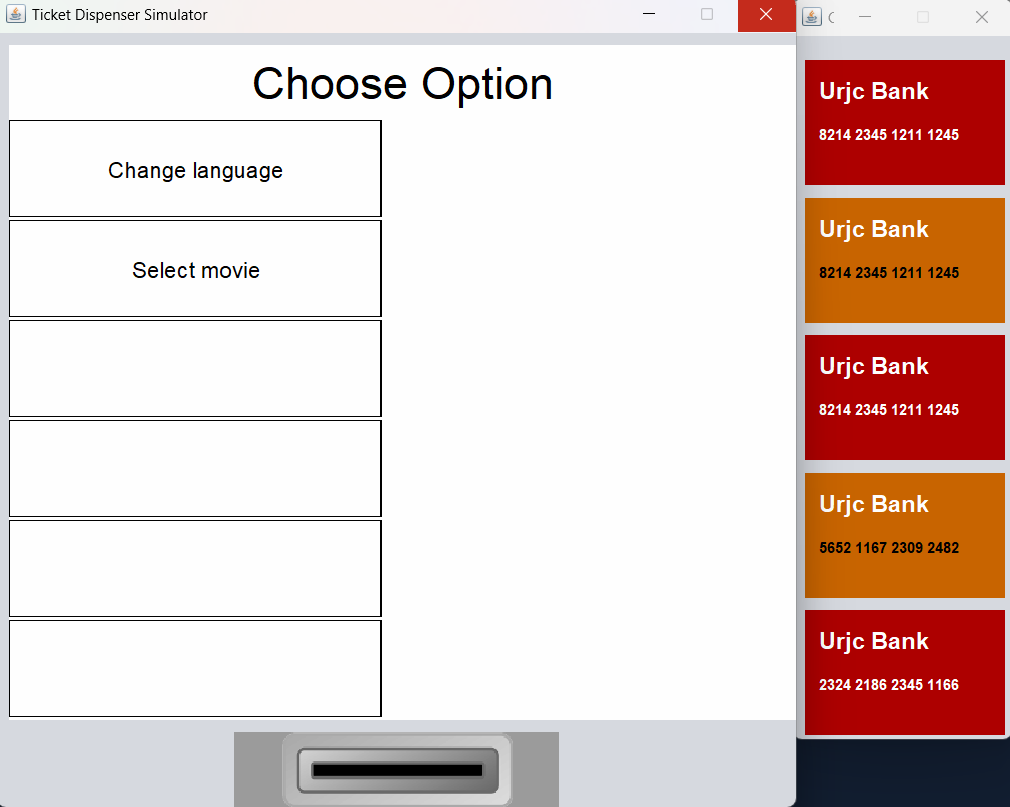 Ticket Dispenser Simulator
Choose Option
Change language
Select movie
Urjc Bank
8214 2345 1211 1245
Urjc Bank
8214 2345 1211 1245
Urjc Bank
8214 2345 1211 1245
Urjc Bank
5652 1167 2309 2482
Urjc Bank
2324 2186 2345 1166